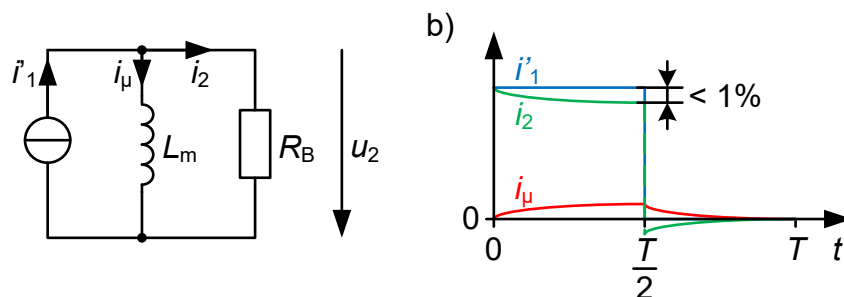 b)
i'₁
iμ
i₂
Lm
RB
u₂
i'₁
< 1%
i₂
iμ
0
0
T
2
T
t